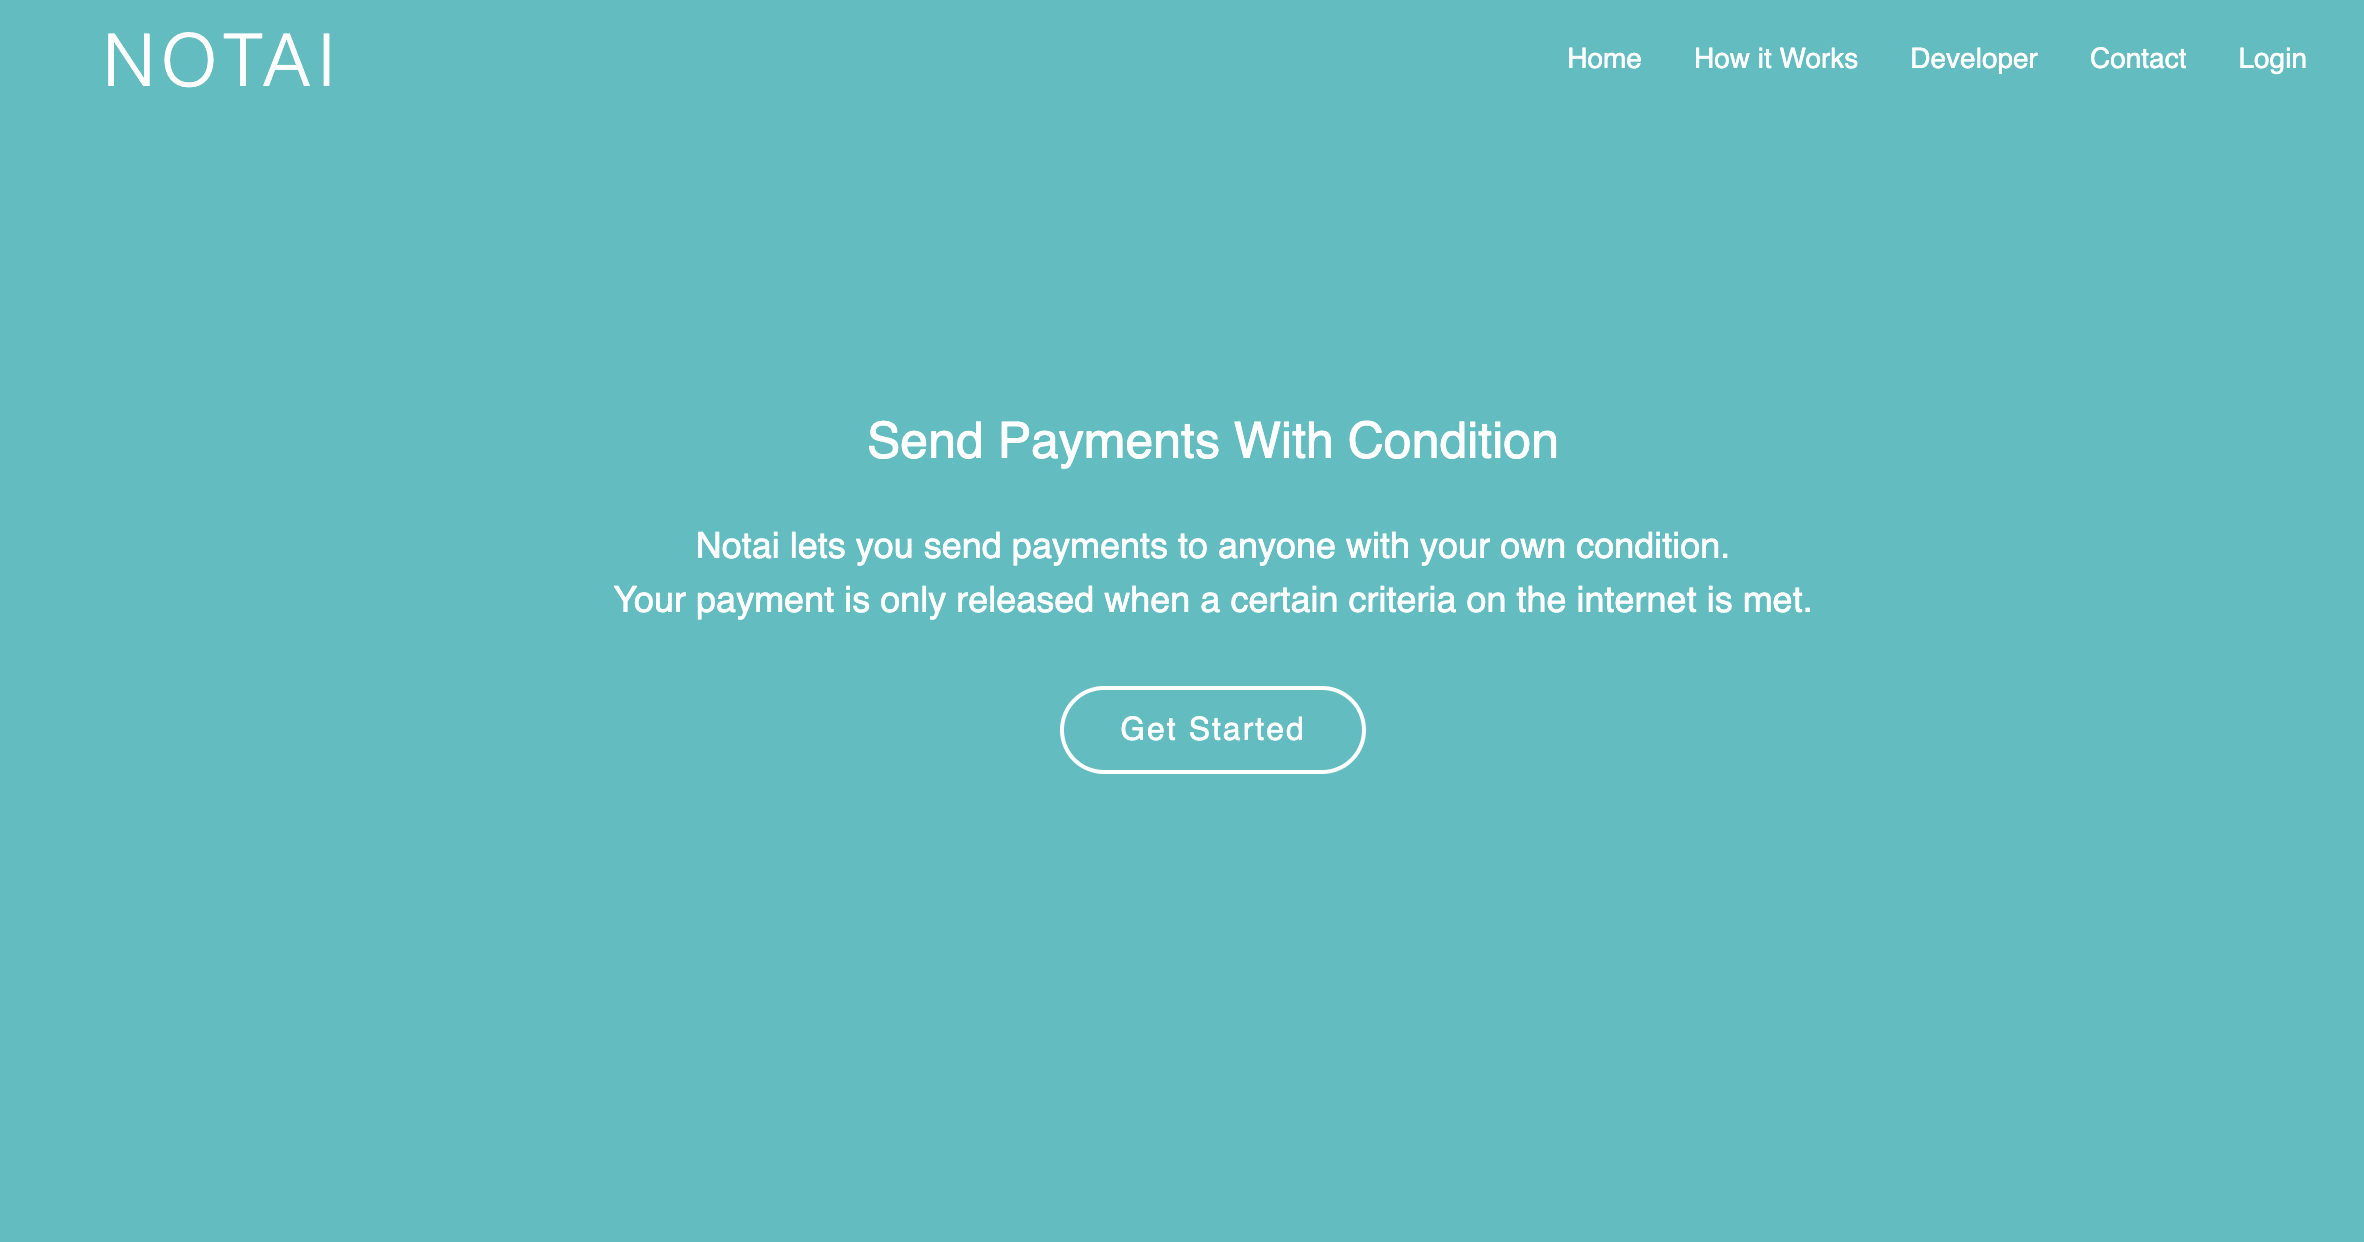 NOTAI
Home How it Works Developer Contact Login
Send Payments With Condition
Notai lets you send payments to anyone with your own condition.
Your payment is only released when a certain criteria on the internet is met.
Get Started